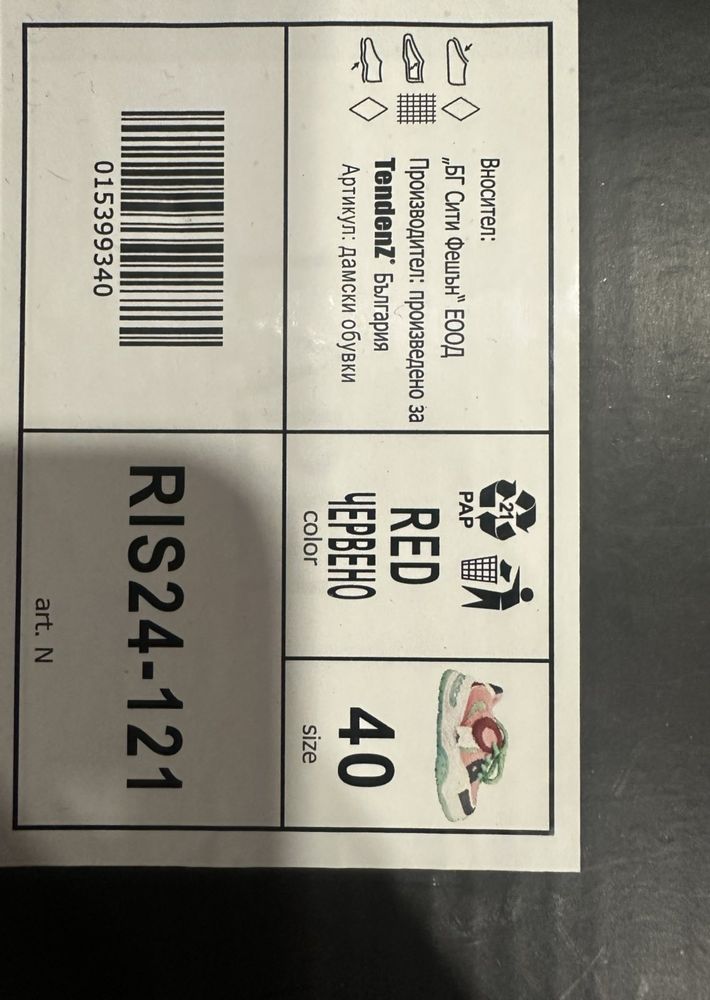 Вносител:
„БГ Сити Фешън“ ЕООД
Производител: произведено за
TendenZ® България
Артикул: дамски обувки
21
PAP
RED
ЧЕРВЕНО
color
40
size
015399340
RIS24-121
art. N